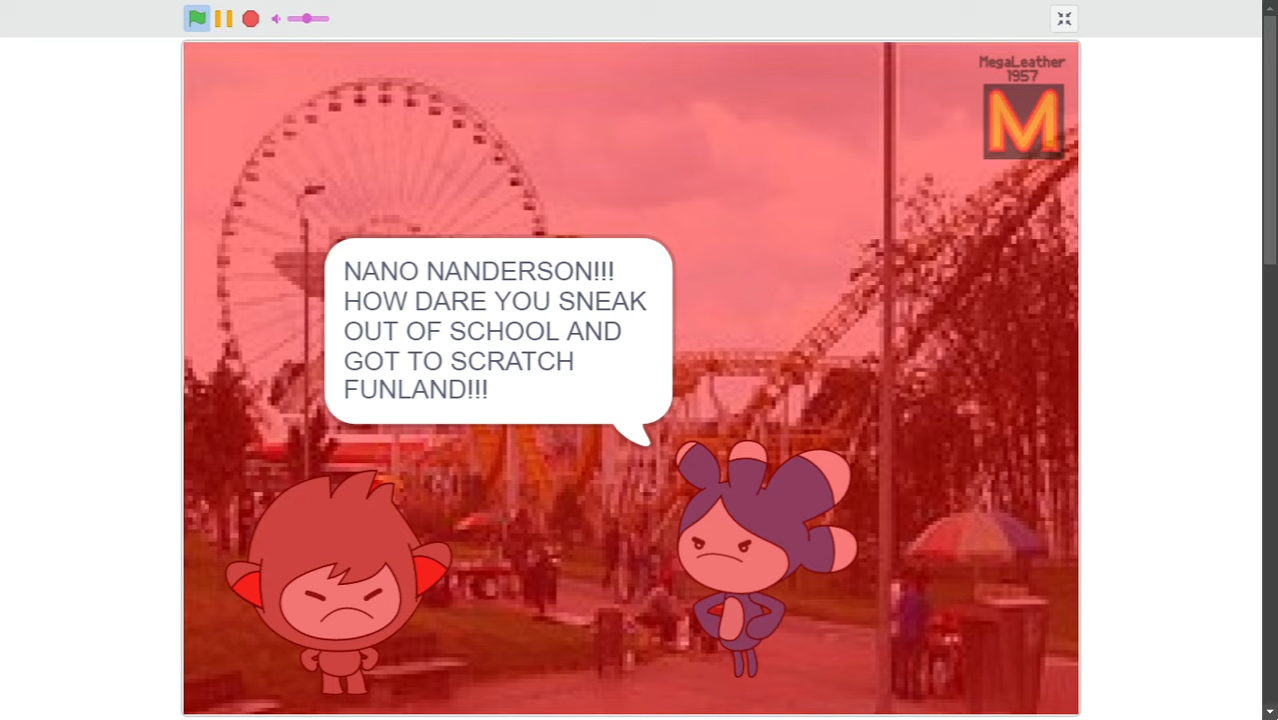 MegaLeather
1957
M
NANO NANDERSON!!!
HOW DARE YOU SNEAK
OUT OF SCHOOL AND
GOT TO SCRATCH
FUNLAND!!!